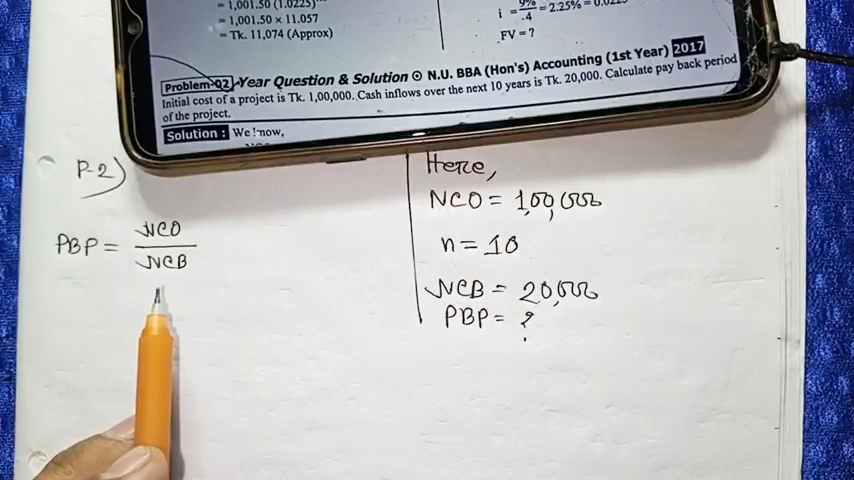 = 1,001.50 (1.0225)
= 1,001.50 × 11.057
= Tk. 11,074 (Approx)
i = 9%/.4 = 2.25% = 0.0225
FV = ?
Problem-02 Year Question & Solution ⊙ N.U. BBA (Hon's) Accounting (1st Year) 2017
Initial cost of a project is Tk. 1,00,000. Cash inflows over the next 10 years is Tk. 20,000. Calculate pay back period
of the project.
Solution : We know,
P-2)
PBP = NCO / NCB
Here,
NCO = 1,00,000
n = 10
NCB = 20,000
PBP = ?